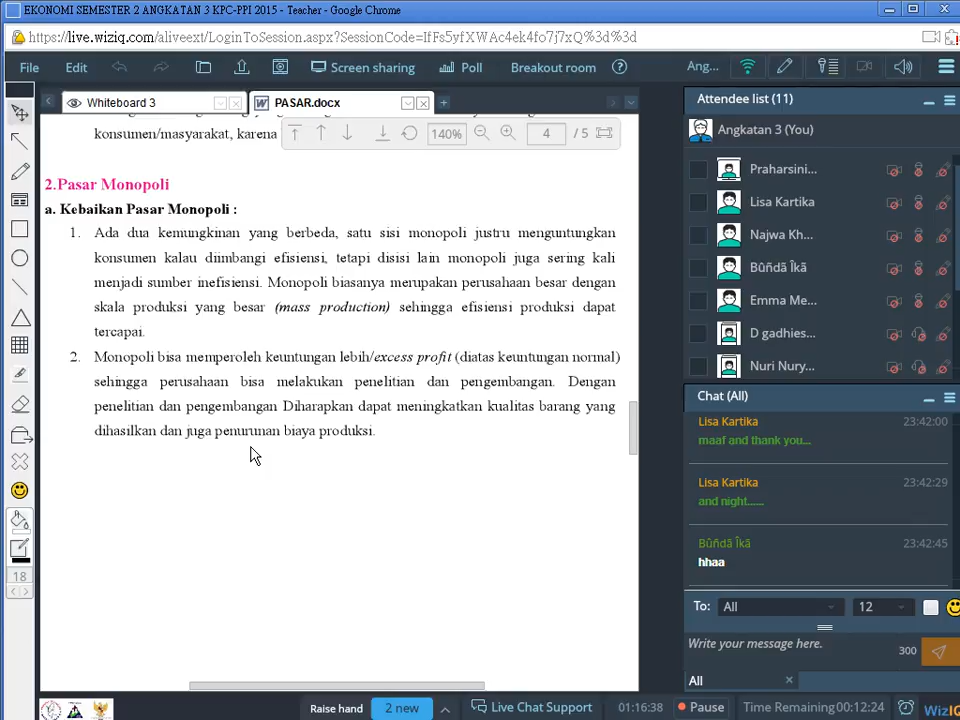 EKONOMI SEMESTER 2 ANGKATAN 3 KPC-PPI 2015 - Teacher - Google Chrome
https://live.wiziq.com/aliveext/LoginToSession.aspx?SessionCode=IfFs5yfXWAc4ek4fo7j7xQ%3d%3d
File Edit Screen sharing Poll Breakout room Ang...
Whiteboard 3 PASAR.docx
konsumen/masyarakat, karena
140% 4 / 5
2.Pasar Monopoli
a. Kebaikan Pasar Monopoli :
1. Ada dua kemungkinan yang berbeda, satu sisi monopoli justru menguntungkan
konsumen kalau diimbangi efisiensi, tetapi disisi lain monopoli juga sering kali
menjadi sumber inefisiensi. Monopoli biasanya merupakan perusahaan besar dengan
skala produksi yang besar (mass production) sehingga efisiensi produksi dapat
tercapai.
2. Monopoli bisa memperoleh keuntungan lebih/excess profit (diatas keuntungan normal)
sehingga perusahaan bisa melakukan penelitian dan pengembangan. Dengan
penelitian dan pengembangan Diharapkan dapat meningkatkan kualitas barang yang
dihasilkan dan juga penurunan biaya produksi.
18
Attendee list (11)
Angkatan 3 (You)
Praharsini...
Lisa Kartika
Najwa Kh...
Bûñdã Îkã
Emma Me...
D gadhies...
Nuri Nury...
Chat (All)
Lisa Kartika 23:42:00
maaf and thank you...
Lisa Kartika 23:42:29
and night......
Bûñdã Îkã 23:42:45
hhaa
To: All 12
Write your message here. 300
All
Raise hand 2 new Live Chat Support 01:16:38 Pause Time Remaining 00:12:24 WizIQ